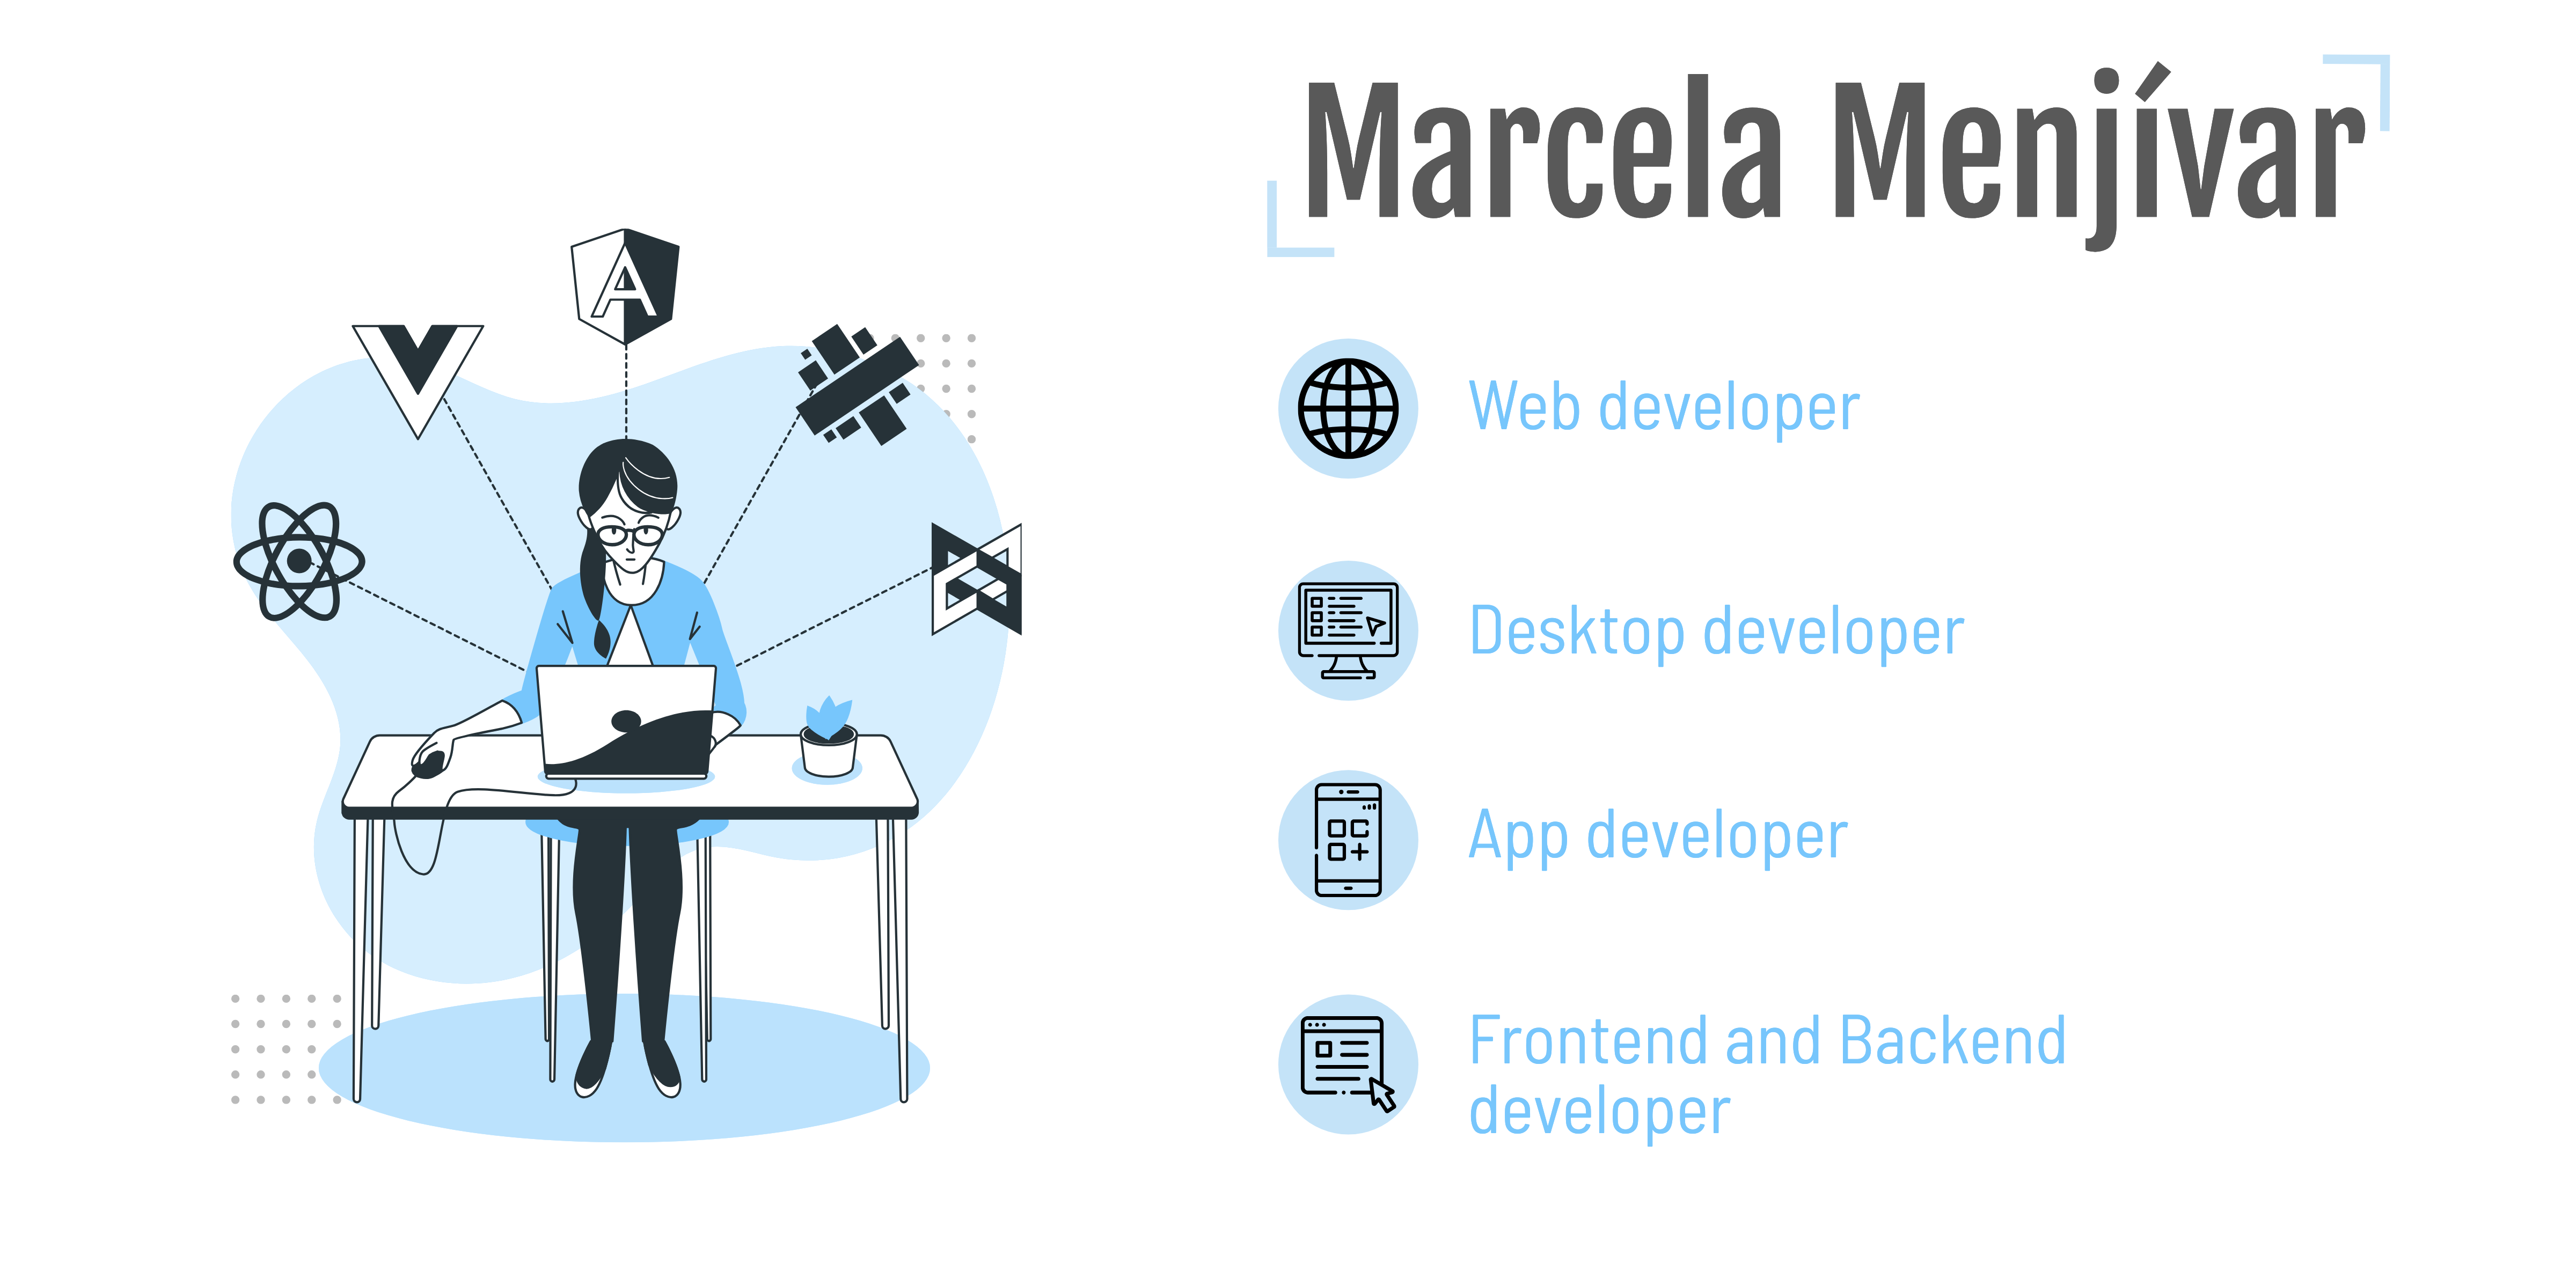 Marcela Menjívar
Web developer
Desktop developer
App developer
Frontend and Backend
developer